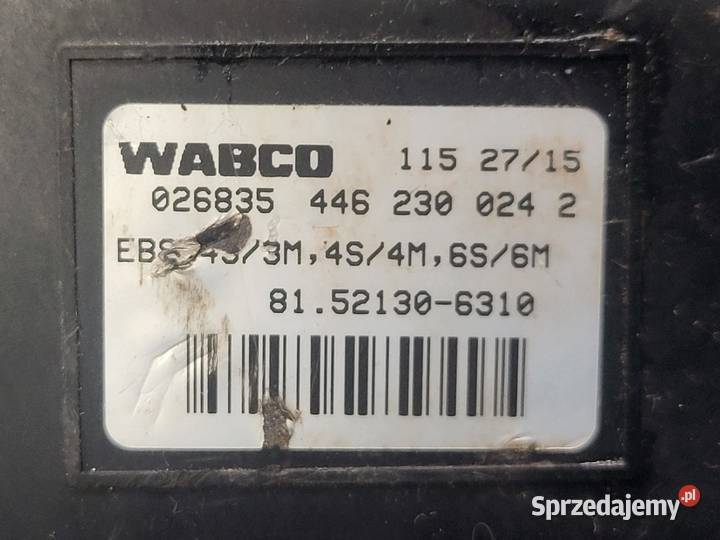 WABCO 115 27/15
026835 446 230 024 2
4S/3M,4S/4M,6S/6M
81.52130-6310
Sprzedajemy.pl